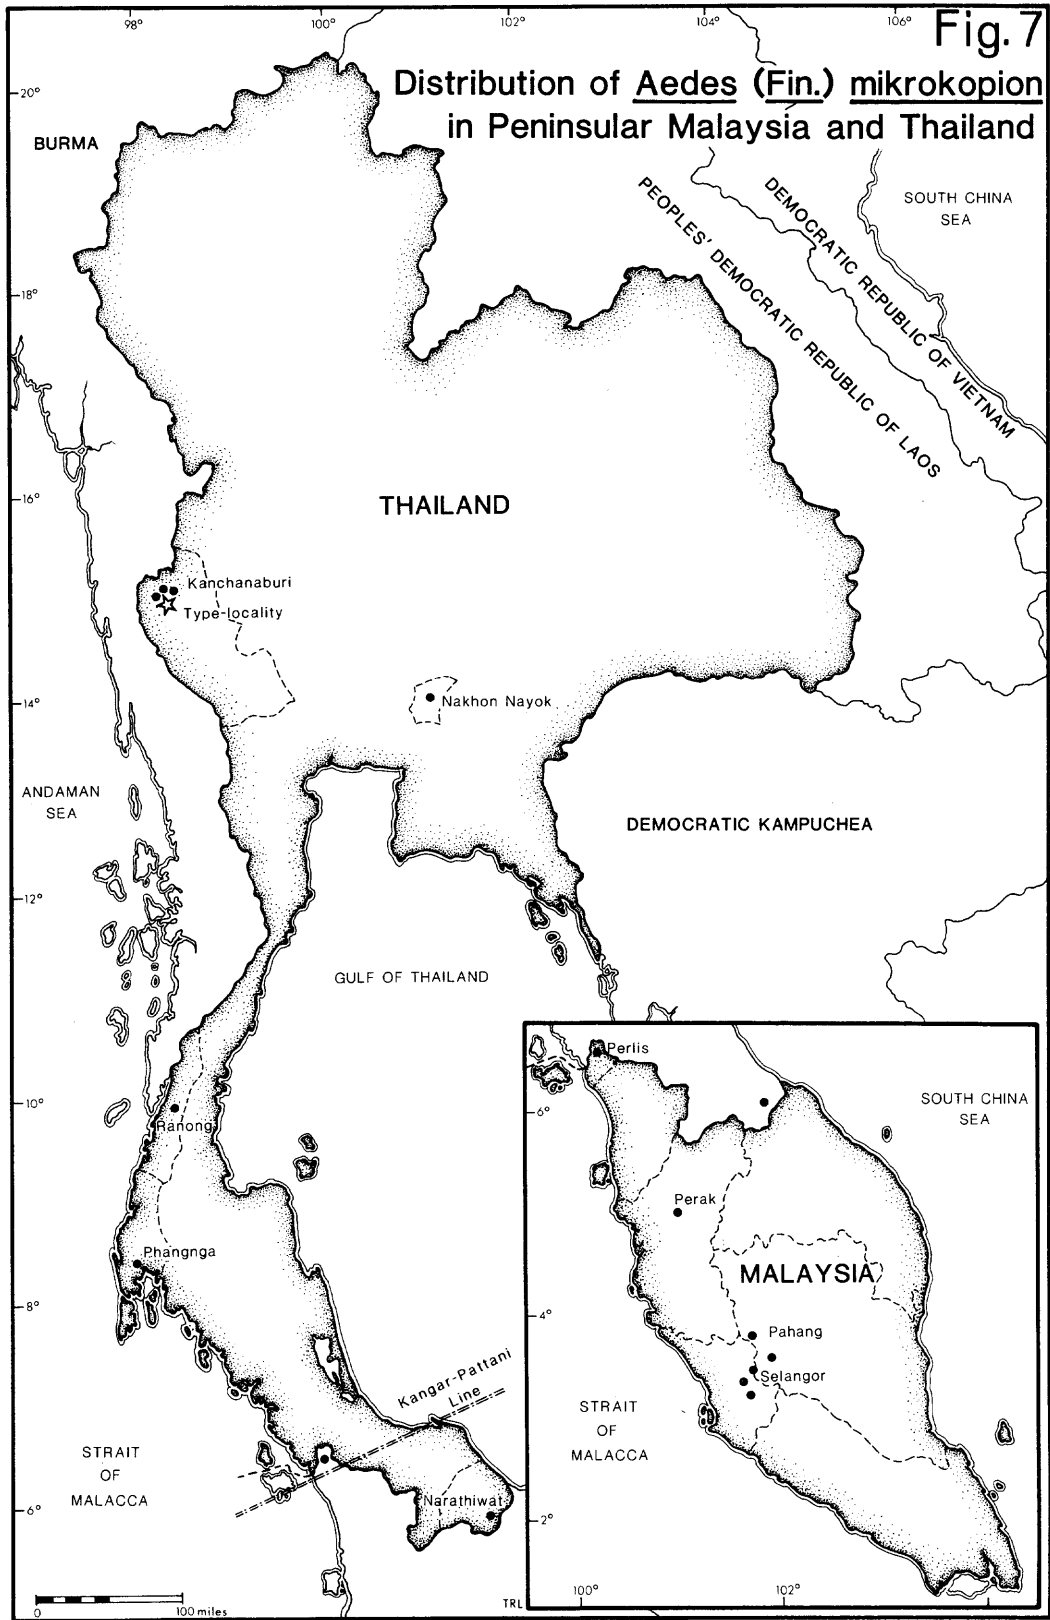 98°
100°
102°
104°
106°
Fig. 7
Distribution of Aedes (Fin.) mikrokopion
in Peninsular Malaysia and Thailand
20°
BURMA
SOUTH CHINA
SEA
DEMOCRATIC REPUBLIC OF VIETNAM
PEOPLES' DEMOCRATIC REPUBLIC OF LAOS
18°
16°
THAILAND
Kanchanaburi
Type-locality
14°
Nakhon Nayok
ANDAMAN
SEA
DEMOCRATIC KAMPUCHEA
12°
GULF OF THAILAND
10°
Ranong
Phangnga
8°
Kangar-Pattani
Line
STRAIT
OF
MALACCA
6°
Narathiwat
100 miles
TRL
Perlis
SOUTH CHINA
SEA
6°
Perak
MALAYSIA
4°
Pahang
Selangor
STRAIT
OF
MALACCA
2°
100°
102°
0